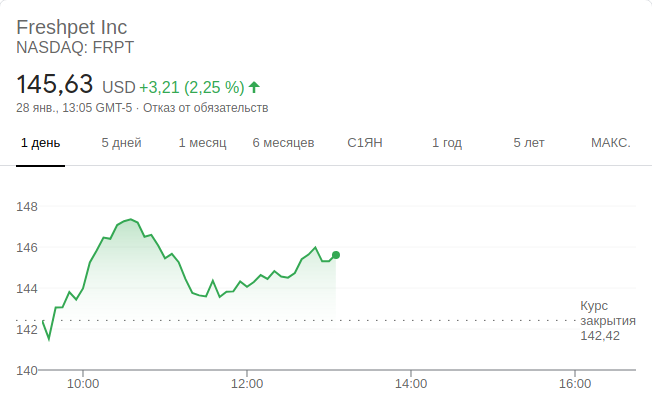 Freshpet Inc
NASDAQ: FRPT
145,63 USD +3,21 (2,25 %)
28 янв., 13:05 GMT-5 · Отказ от обязательств
1 день 5 дней 1 месяц 6 месяцев С1ЯН 1 год 5 лет МАКС.
148
146
144
Курс
закрытия
142,42
142
140
10:00 12:00 14:00 16:00